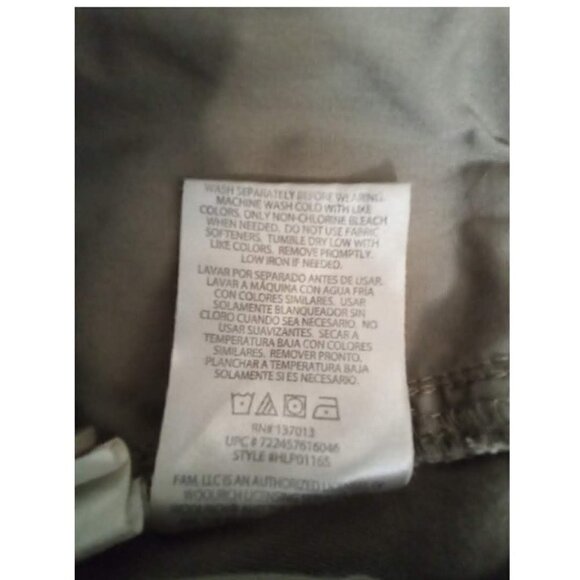 WASH SEPARATELY BEFORE WEARING.
MACHINE WASH COLD WITH LIKE
COLORS. ONLY NON-CHLORINE BLEACH
WHEN NEEDED. DO NOT USE FABRIC
SOFTENERS. TUMBLE DRY LOW WITH
LIKE COLORS. REMOVE PROMPTLY.
LOW IRON IF NEEDED.
LAVAR POR SEPARADO ANTES DE USAR.
LAVAR A MÁQUINA CON AGUA FRÍA
CON COLORES SIMILARES. USAR
SOLAMENTE BLANQUEADOR SIN
CLORO CUANDO SEA NECESARIO. NO
USAR SUAVIZANTES. SECAR A
TEMPERATURA BAJA CON COLORES
SIMILARES. REMOVER PRONTO.
PLANCHAR A TEMPERATURA BAJA
SOLAMENTE SI ES NECESARIO.
RN# 137013
UPC # 722457616046
STYLE #HLP01165
FAM, LLC IS AN AUTHORIZED
WOOLRICH LICENSING